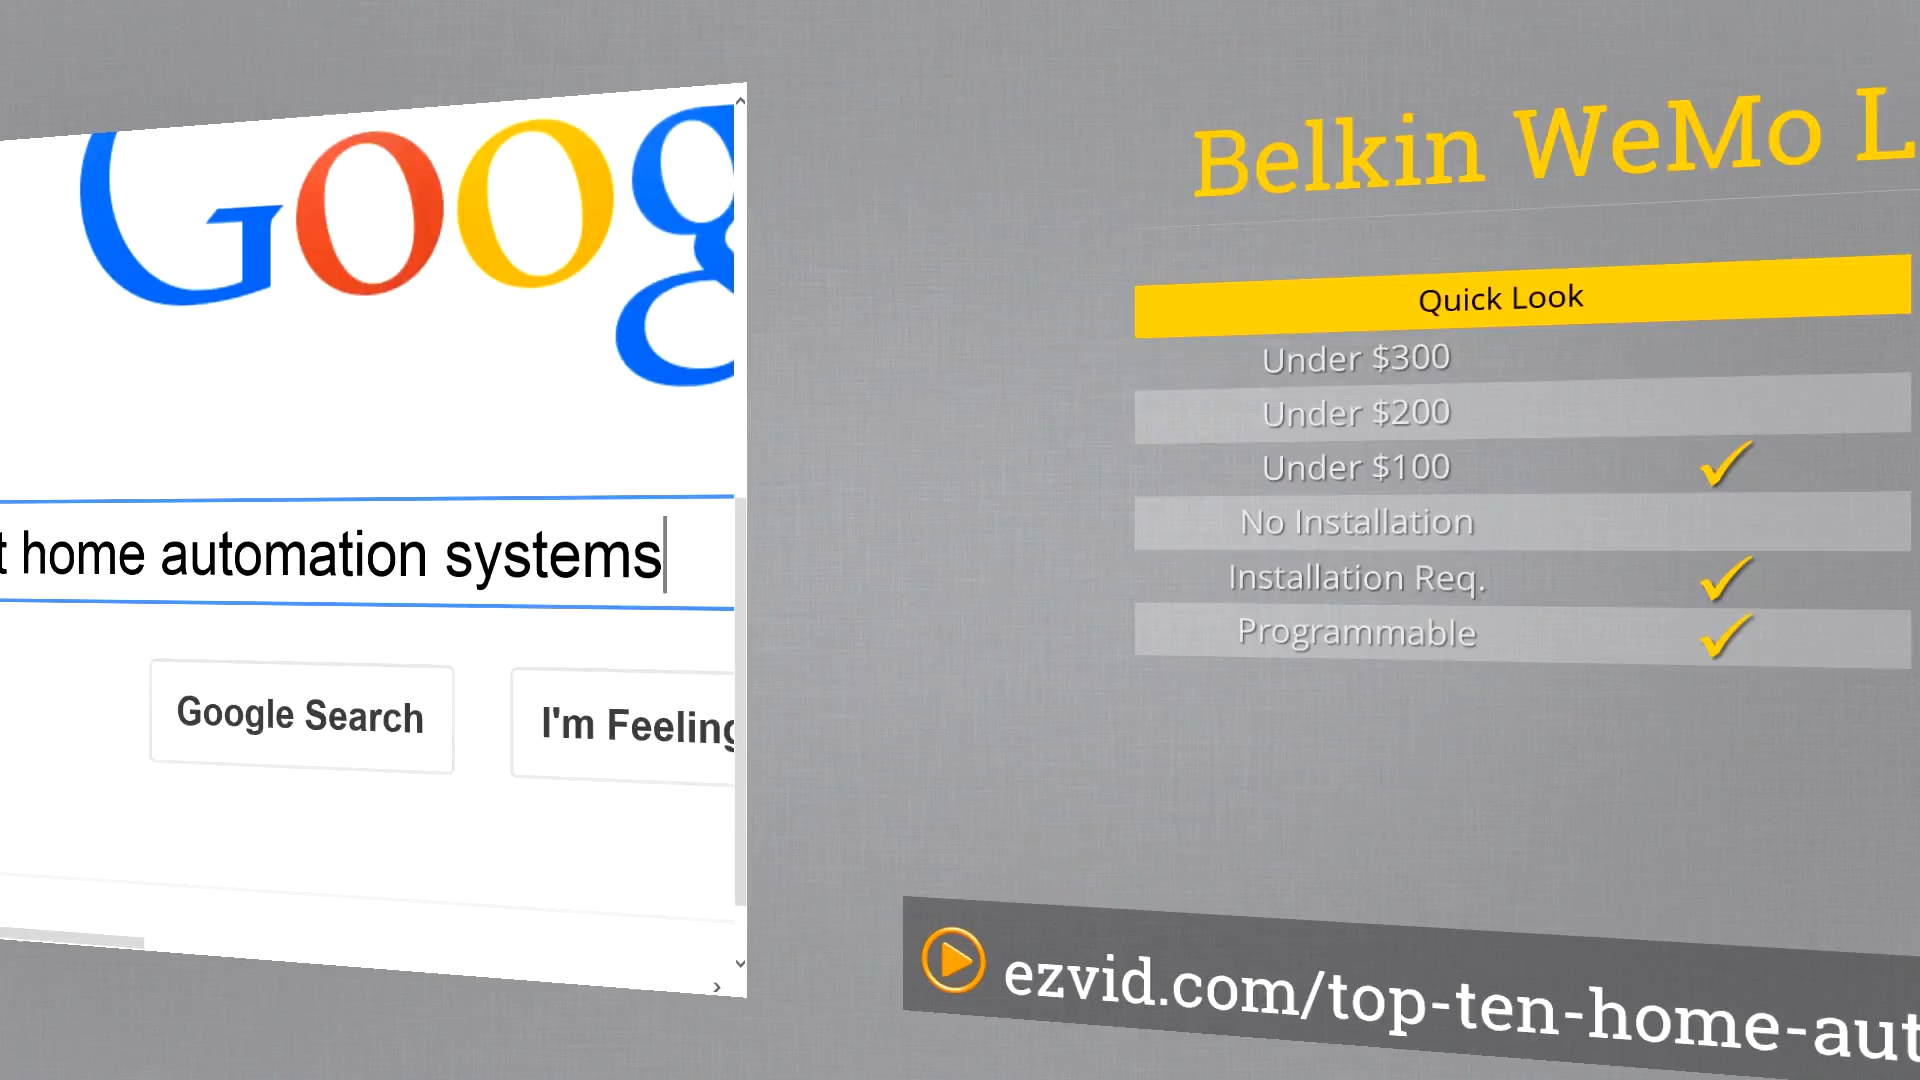 Goog
home automation systems
Google Search
I'm Feeling
Belkin WeMo L
Quick Look
Under $300
Under $200
Under $100
No Installation
Installation Req.
Programmable
ezvid.com/top-ten-home-aut